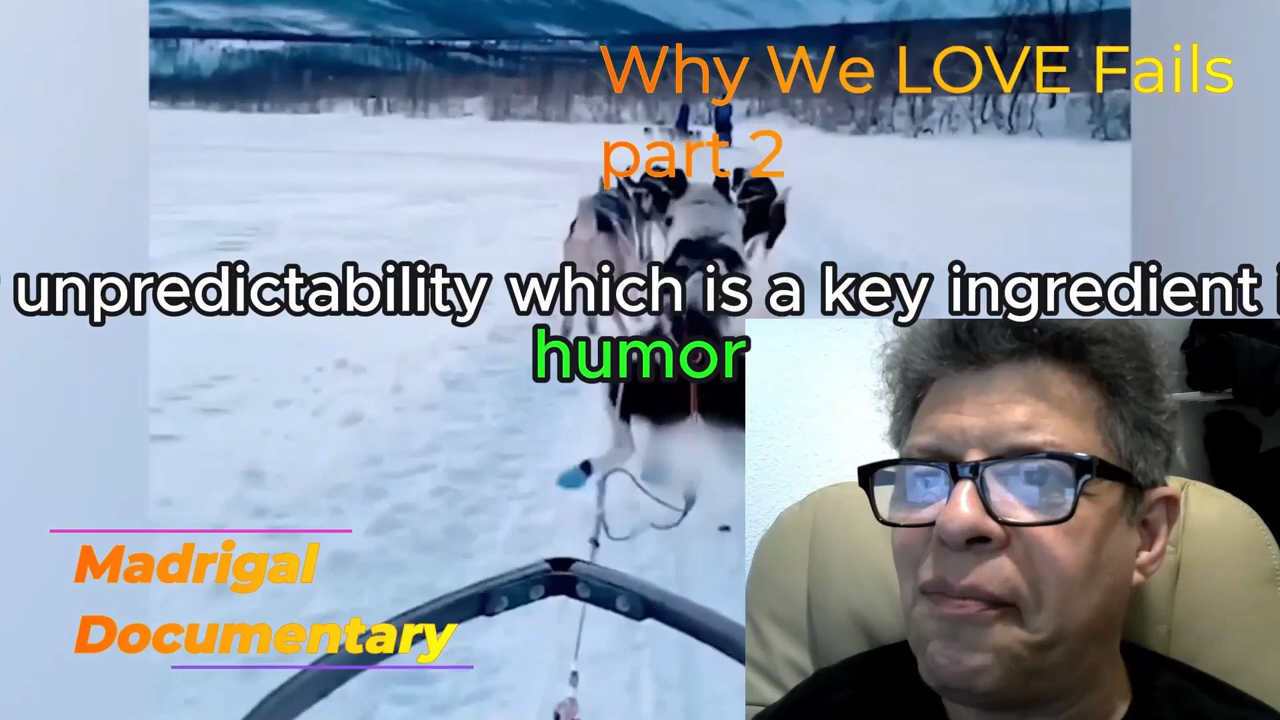 Why We LOVE Fails
part 2
unpredictability which is a key ingredient
humor
Madrigal
Documentary